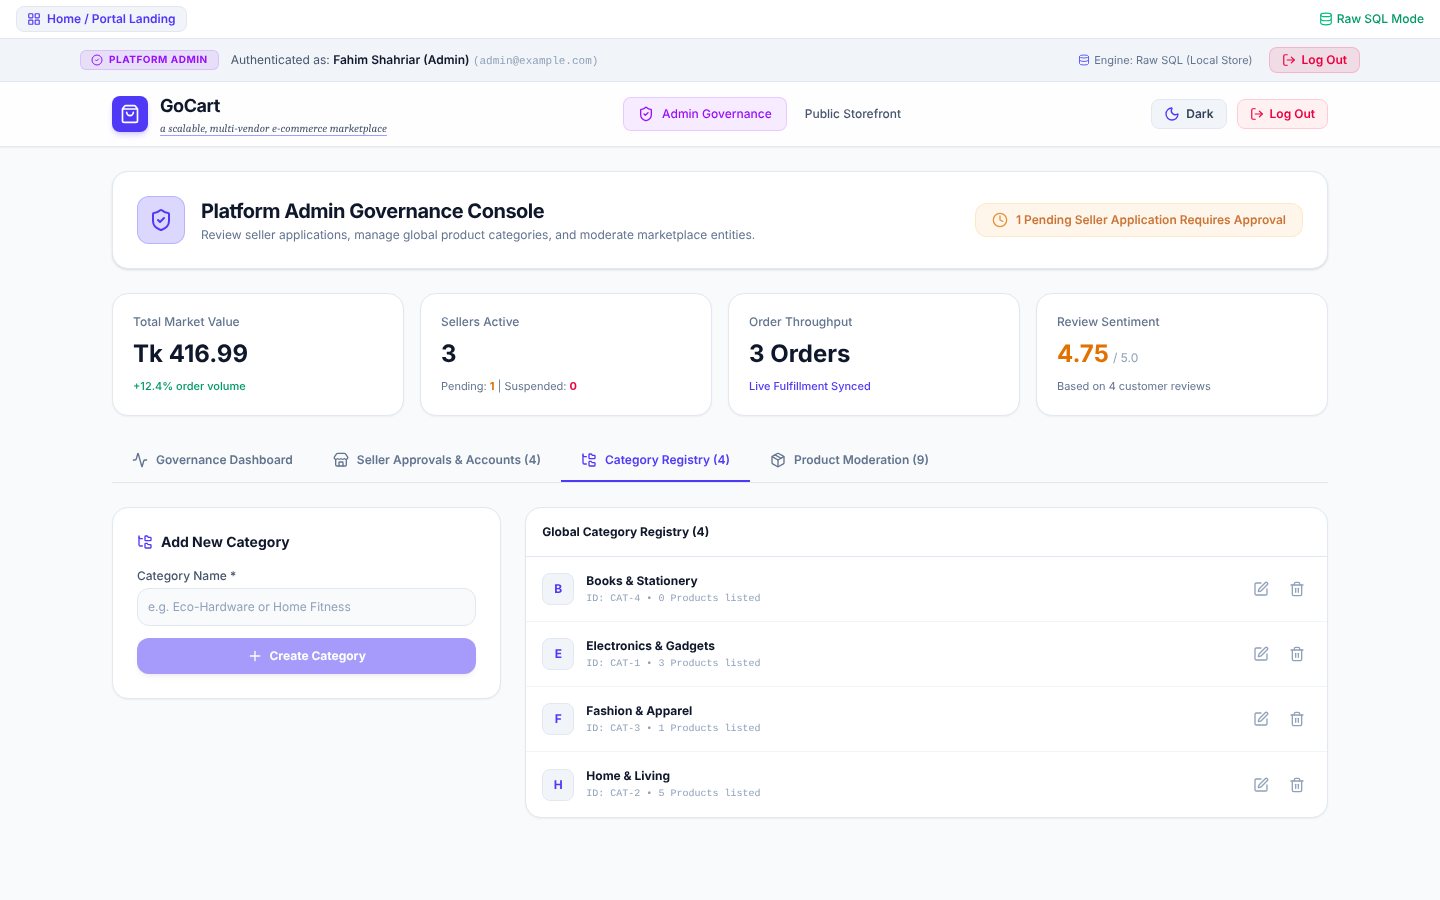 Home / Portal Landing
Raw SQL Mode
PLATFORM ADMIN
Authenticated as: Fahim Shahriar (Admin) (admin@example.com)
Engine: Raw SQL (Local Store)
Log Out
GoCart
a scalable, multi-vendor e-commerce marketplace
Admin Governance
Public Storefront
Dark
Log Out
Platform Admin Governance Console
Review seller applications, manage global product categories, and moderate marketplace entities.
1 Pending Seller Application Requires Approval
Total Market Value
Tk 416.99
+12.4% order volume
Sellers Active
3
Pending: 1 | Suspended: 0
Order Throughput
3 Orders
Live Fulfillment Synced
Review Sentiment
4.75 / 5.0
Based on 4 customer reviews
Governance Dashboard
Seller Approvals & Accounts (4)
Category Registry (4)
Product Moderation (9)
Add New Category
Category Name *
e.g. Eco-Hardware or Home Fitness
+ Create Category
Global Category Registry (4)
B
Books & Stationery
ID: CAT-4 • 0 Products listed
E
Electronics & Gadgets
ID: CAT-1 • 3 Products listed
F
Fashion & Apparel
ID: CAT-3 • 1 Products listed
H
Home & Living
ID: CAT-2 • 5 Products listed